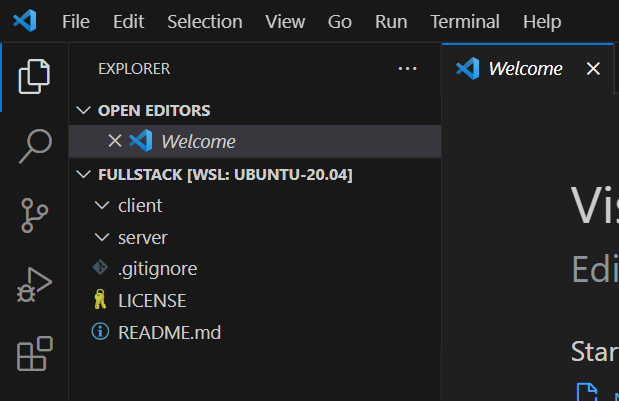 File Edit Selection View Go Run Terminal Help
EXPLORER
Welcome
OPEN EDITORS
Welcome
FULLSTACK [WSL: UBUNTU-20.04]
client
server
.gitignore
LICENSE
README.md
Vis
Edi
Star